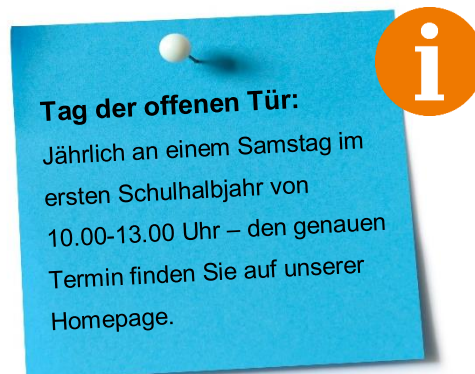 Tag der offenen Tür:
Jährlich an einem Samstag im
ersten Schulhalbjahr von
10.00-13.00 Uhr – den genauen
Termin finden Sie auf unserer
Homepage.
i